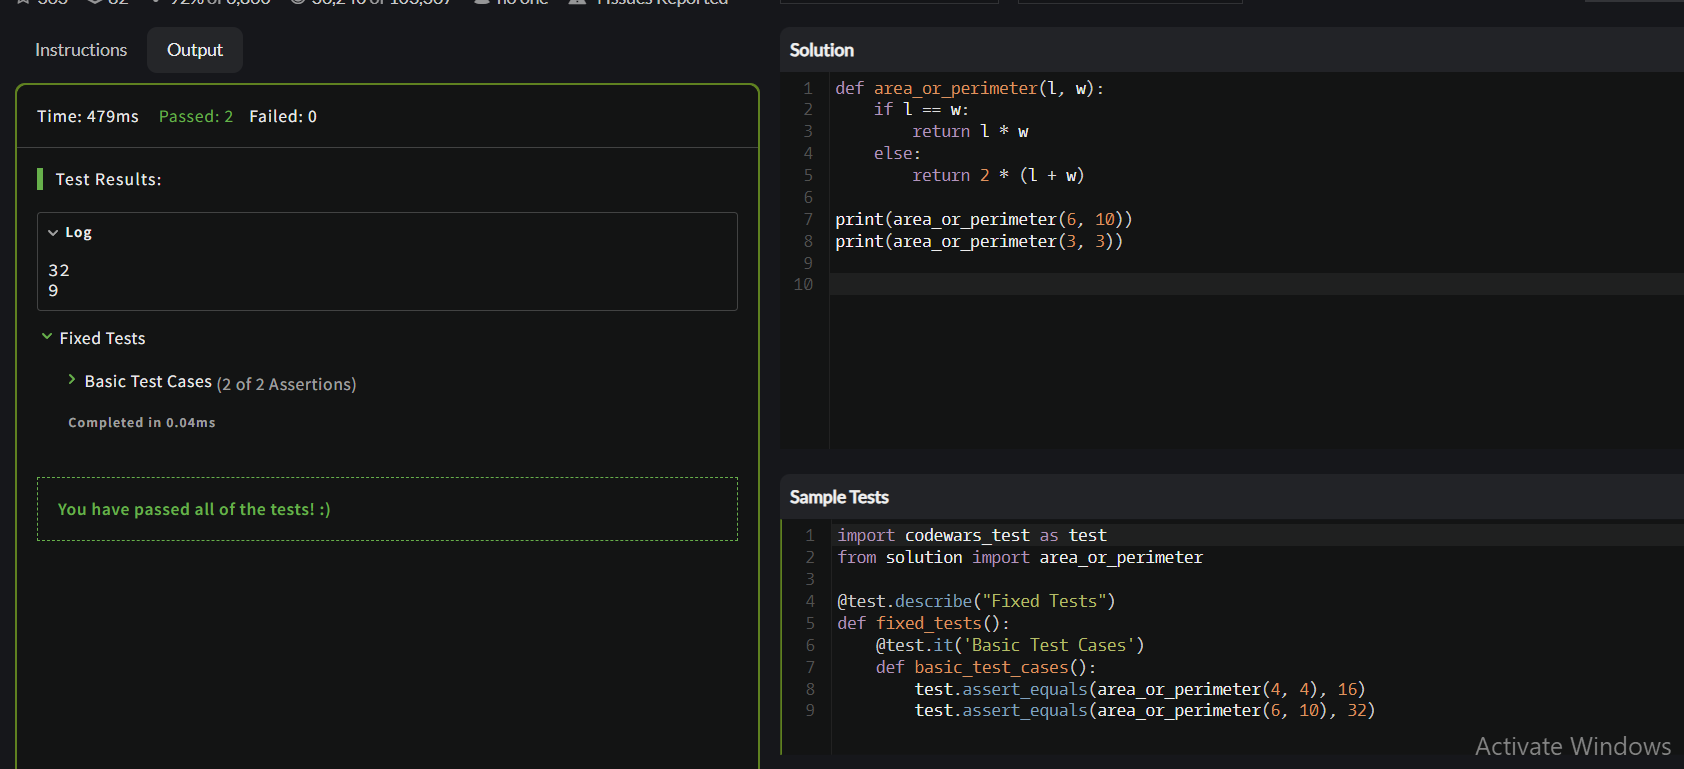 Instructions
Output
Time: 479ms Passed: 2 Failed: 0
Test Results:
Log
32
9
Fixed Tests
Basic Test Cases (2 of 2 Assertions)
Completed in 0.04ms
You have passed all of the tests! :)
Solution
1 def area_or_perimeter(l, w):
2     if l == w:
3         return l * w
4     else:
5         return 2 * (l + w)
6
7 print(area_or_perimeter(6, 10))
8 print(area_or_perimeter(3, 3))
9
10
Sample Tests
1 import codewars_test as test
2 from solution import area_or_perimeter
3
4 @test.describe("Fixed Tests")
5 def fixed_tests():
6     @test.it('Basic Test Cases')
7     def basic_test_cases():
8         test.assert_equals(area_or_perimeter(4, 4), 16)
9         test.assert_equals(area_or_perimeter(6, 10), 32)
Activate Windows